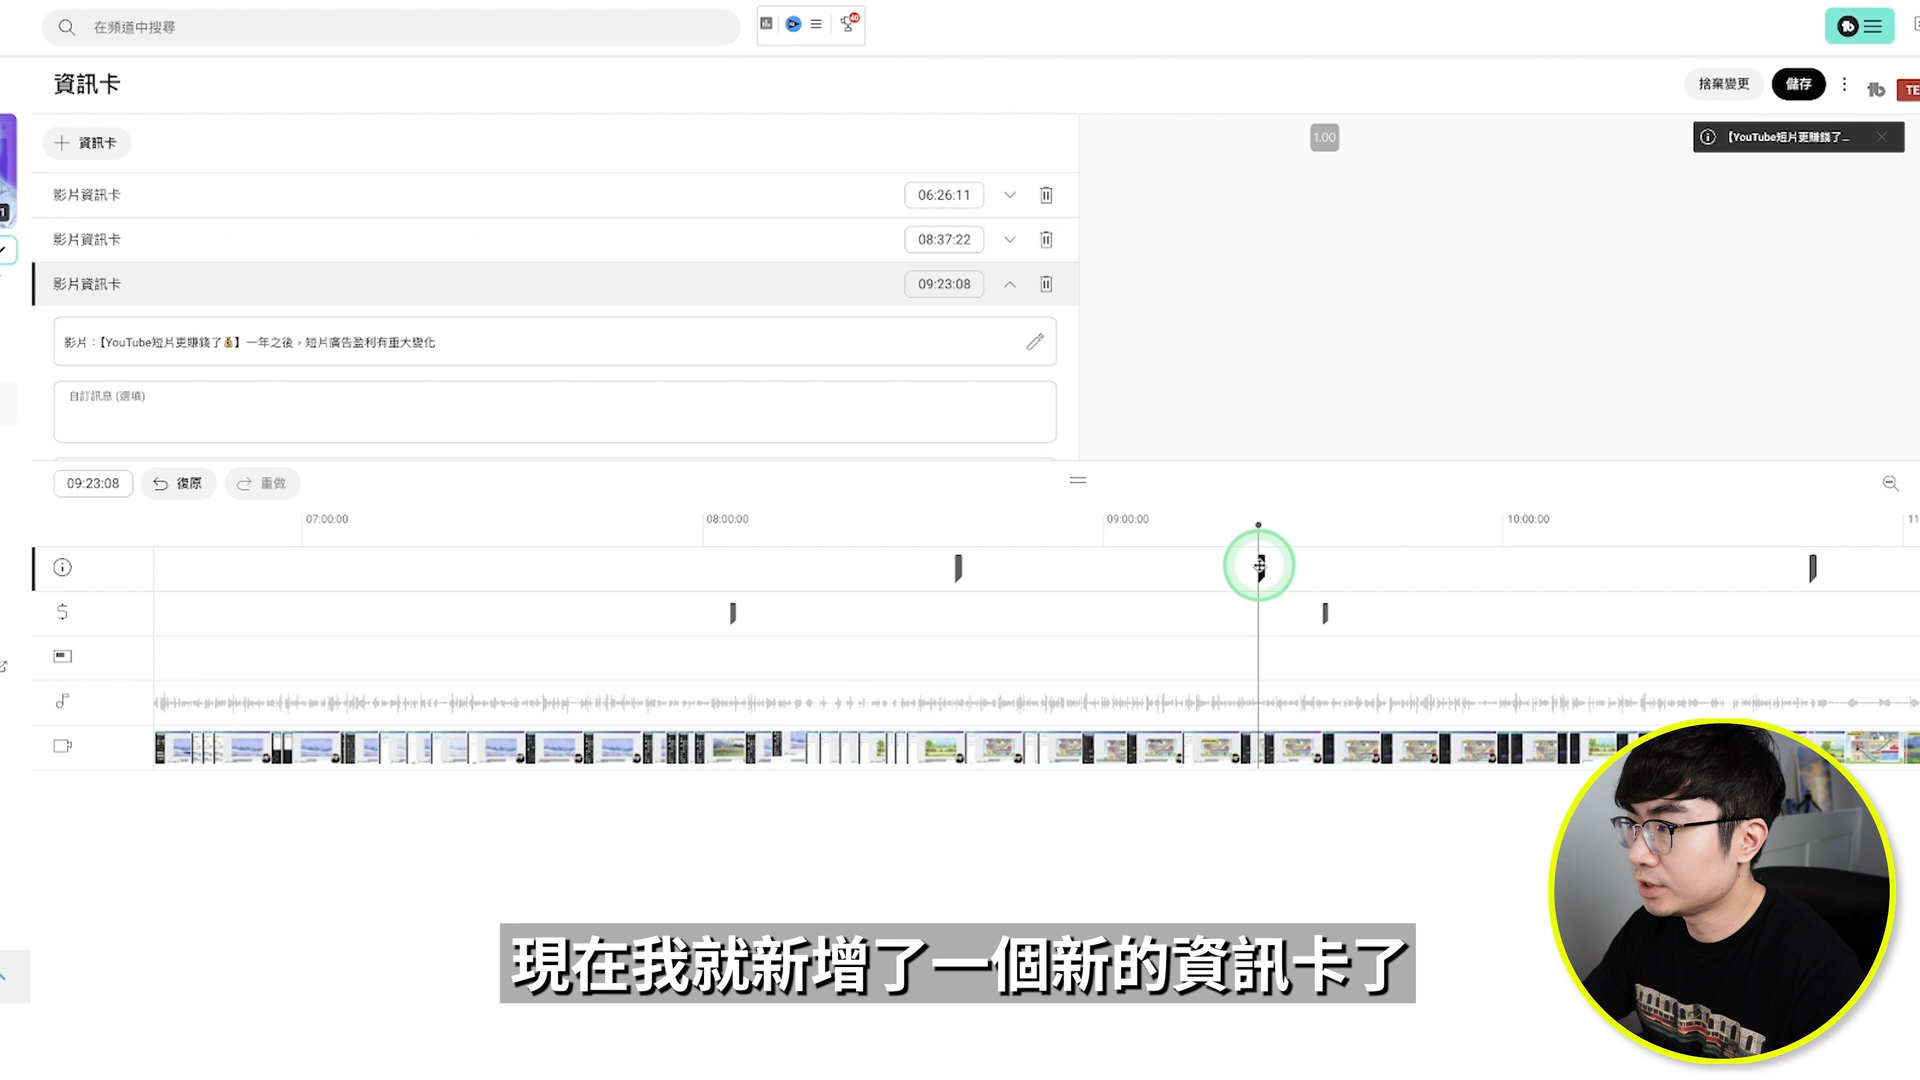 在頻道中搜尋
40
資訊卡
捨棄變更
儲存
TE
資訊卡
1.00
【YouTube短片更賺錢了…
影片資訊卡
06:26:11
影片資訊卡
08:37:22
影片資訊卡
09:23:08
影片：【YouTube短片更賺錢了💰】一年之後，短片廣告盈利有重大變化
自訂訊息 (選填)
09:23:08
復原
重做
07:00:00
08:00:00
09:00:00
10:00:00
11
現在我就新增了一個新的資訊卡了